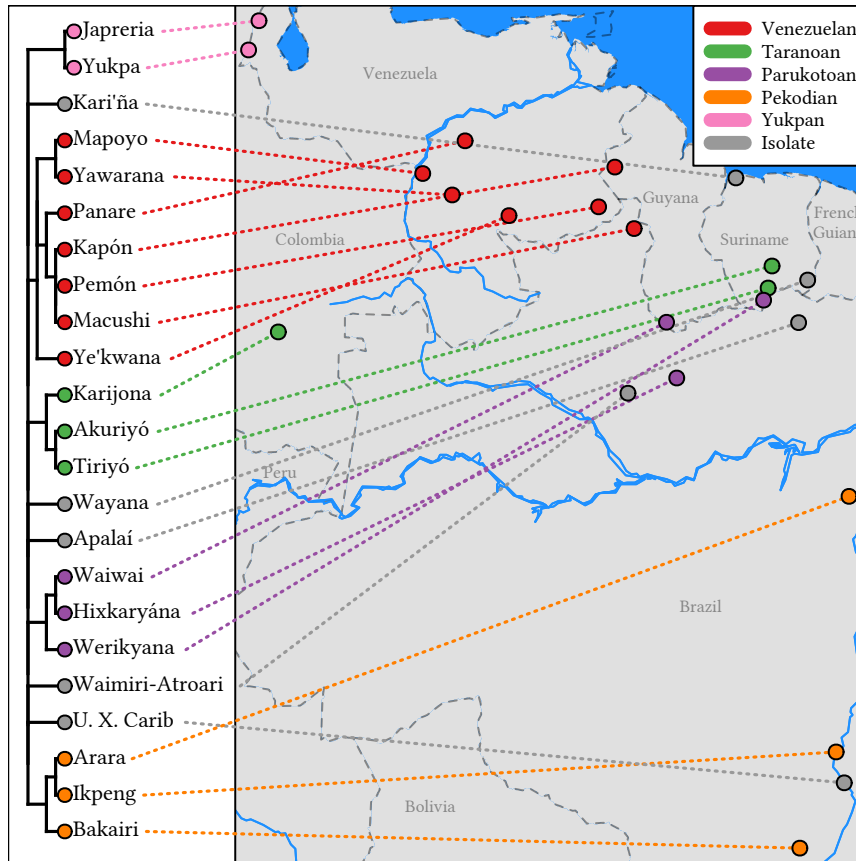 Japreria
Yukpa
Kari'ña
Mapoyo
Yawarana
Panare
Kapón
Pemón
Macushi
Ye'kwana
Karijona
Akuriyó
Tiriyó
Wayana
Apalaí
Waiwai
Hixkaryána
Werikyana
Waimiri-Atroari
U. X. Carib
Arara
Ikpeng
Bakairi
Venezuela
Colombia
Guyana
Suriname
French
Guian
Peru
Brazil
Bolivia
Venezuelan
Taranoan
Parukotoan
Pekodian
Yukpan
Isolate